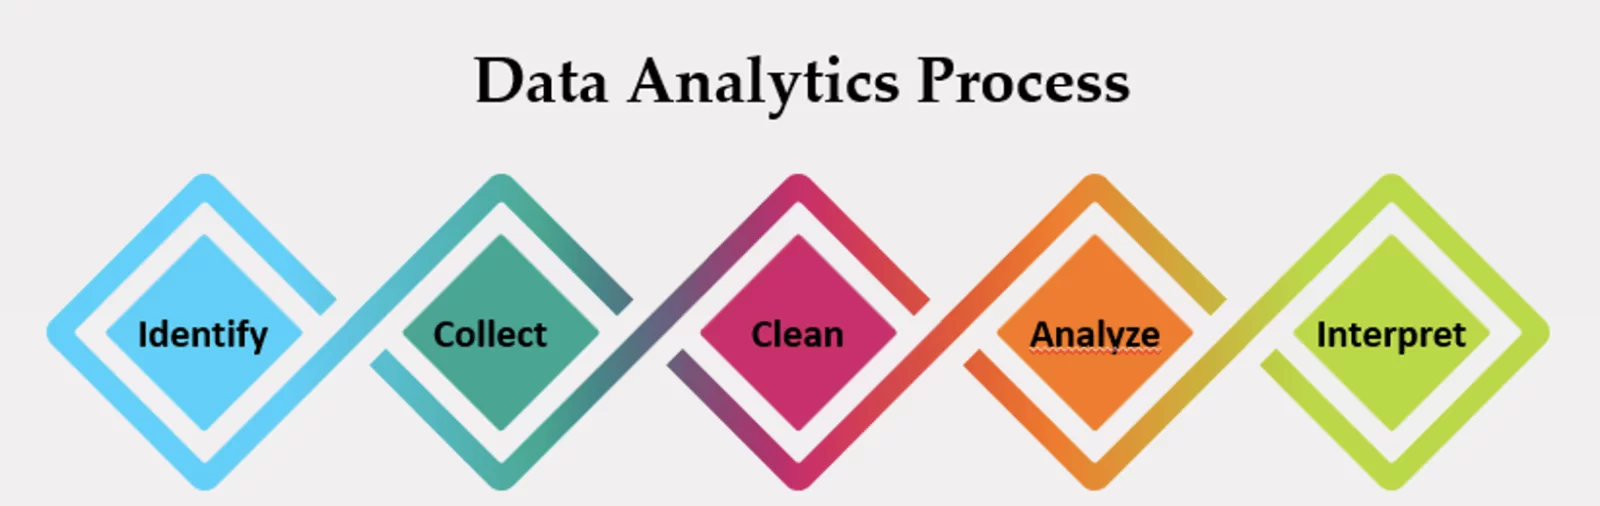 Data Analytics Process
Identify
Collect
Clean
Analyze
Interpret